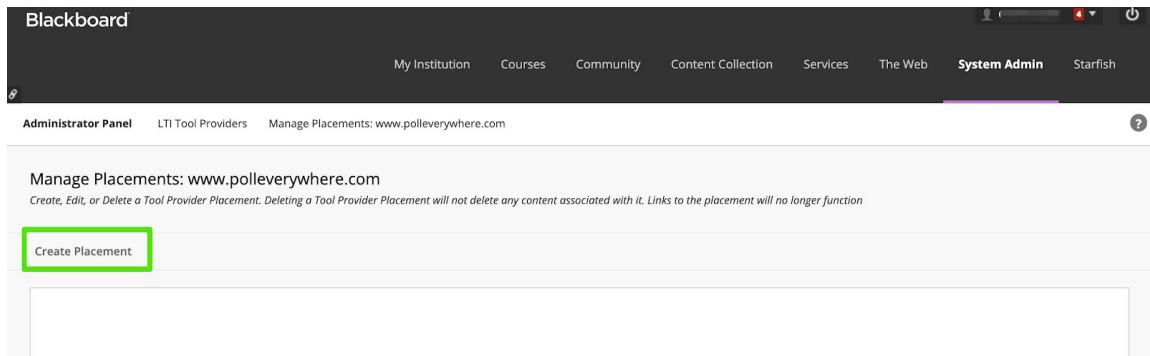 Blackboard
4
My Institution Courses Community Content Collection Services The Web System Admin Starfish
Administrator Panel LTI Tool Providers Manage Placements: www.polleverywhere.com
?
Manage Placements: www.polleverywhere.com
Create, Edit, or Delete a Tool Provider Placement. Deleting a Tool Provider Placement will not delete any content associated with it. Links to the placement will no longer function
Create Placement